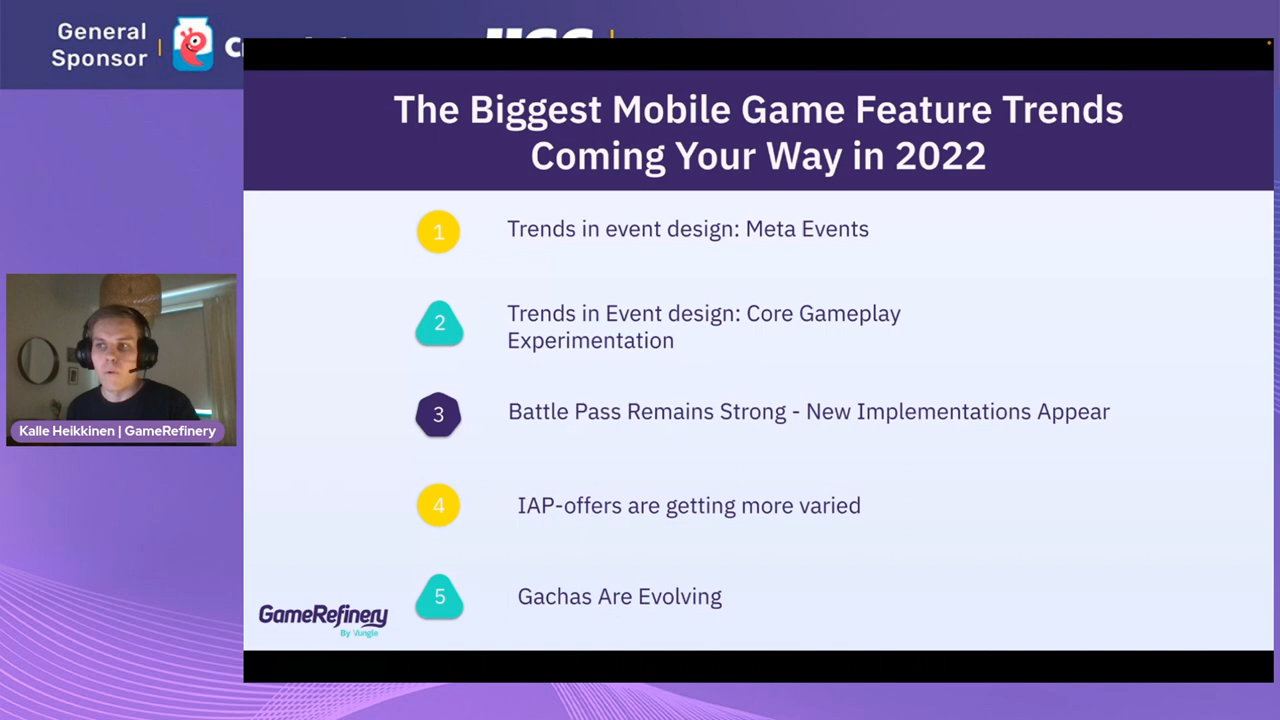 General
Sponsor
The Biggest Mobile Game Feature Trends
Coming Your Way in 2022
1
Trends in event design: Meta Events
2
Trends in Event design: Core Gameplay
Experimentation
3
Battle Pass Remains Strong - New Implementations Appear
4
IAP-offers are getting more varied
5
Gachas Are Evolving
Kalle Heikkinen | GameRefinery
GameRefinery
By Vungle